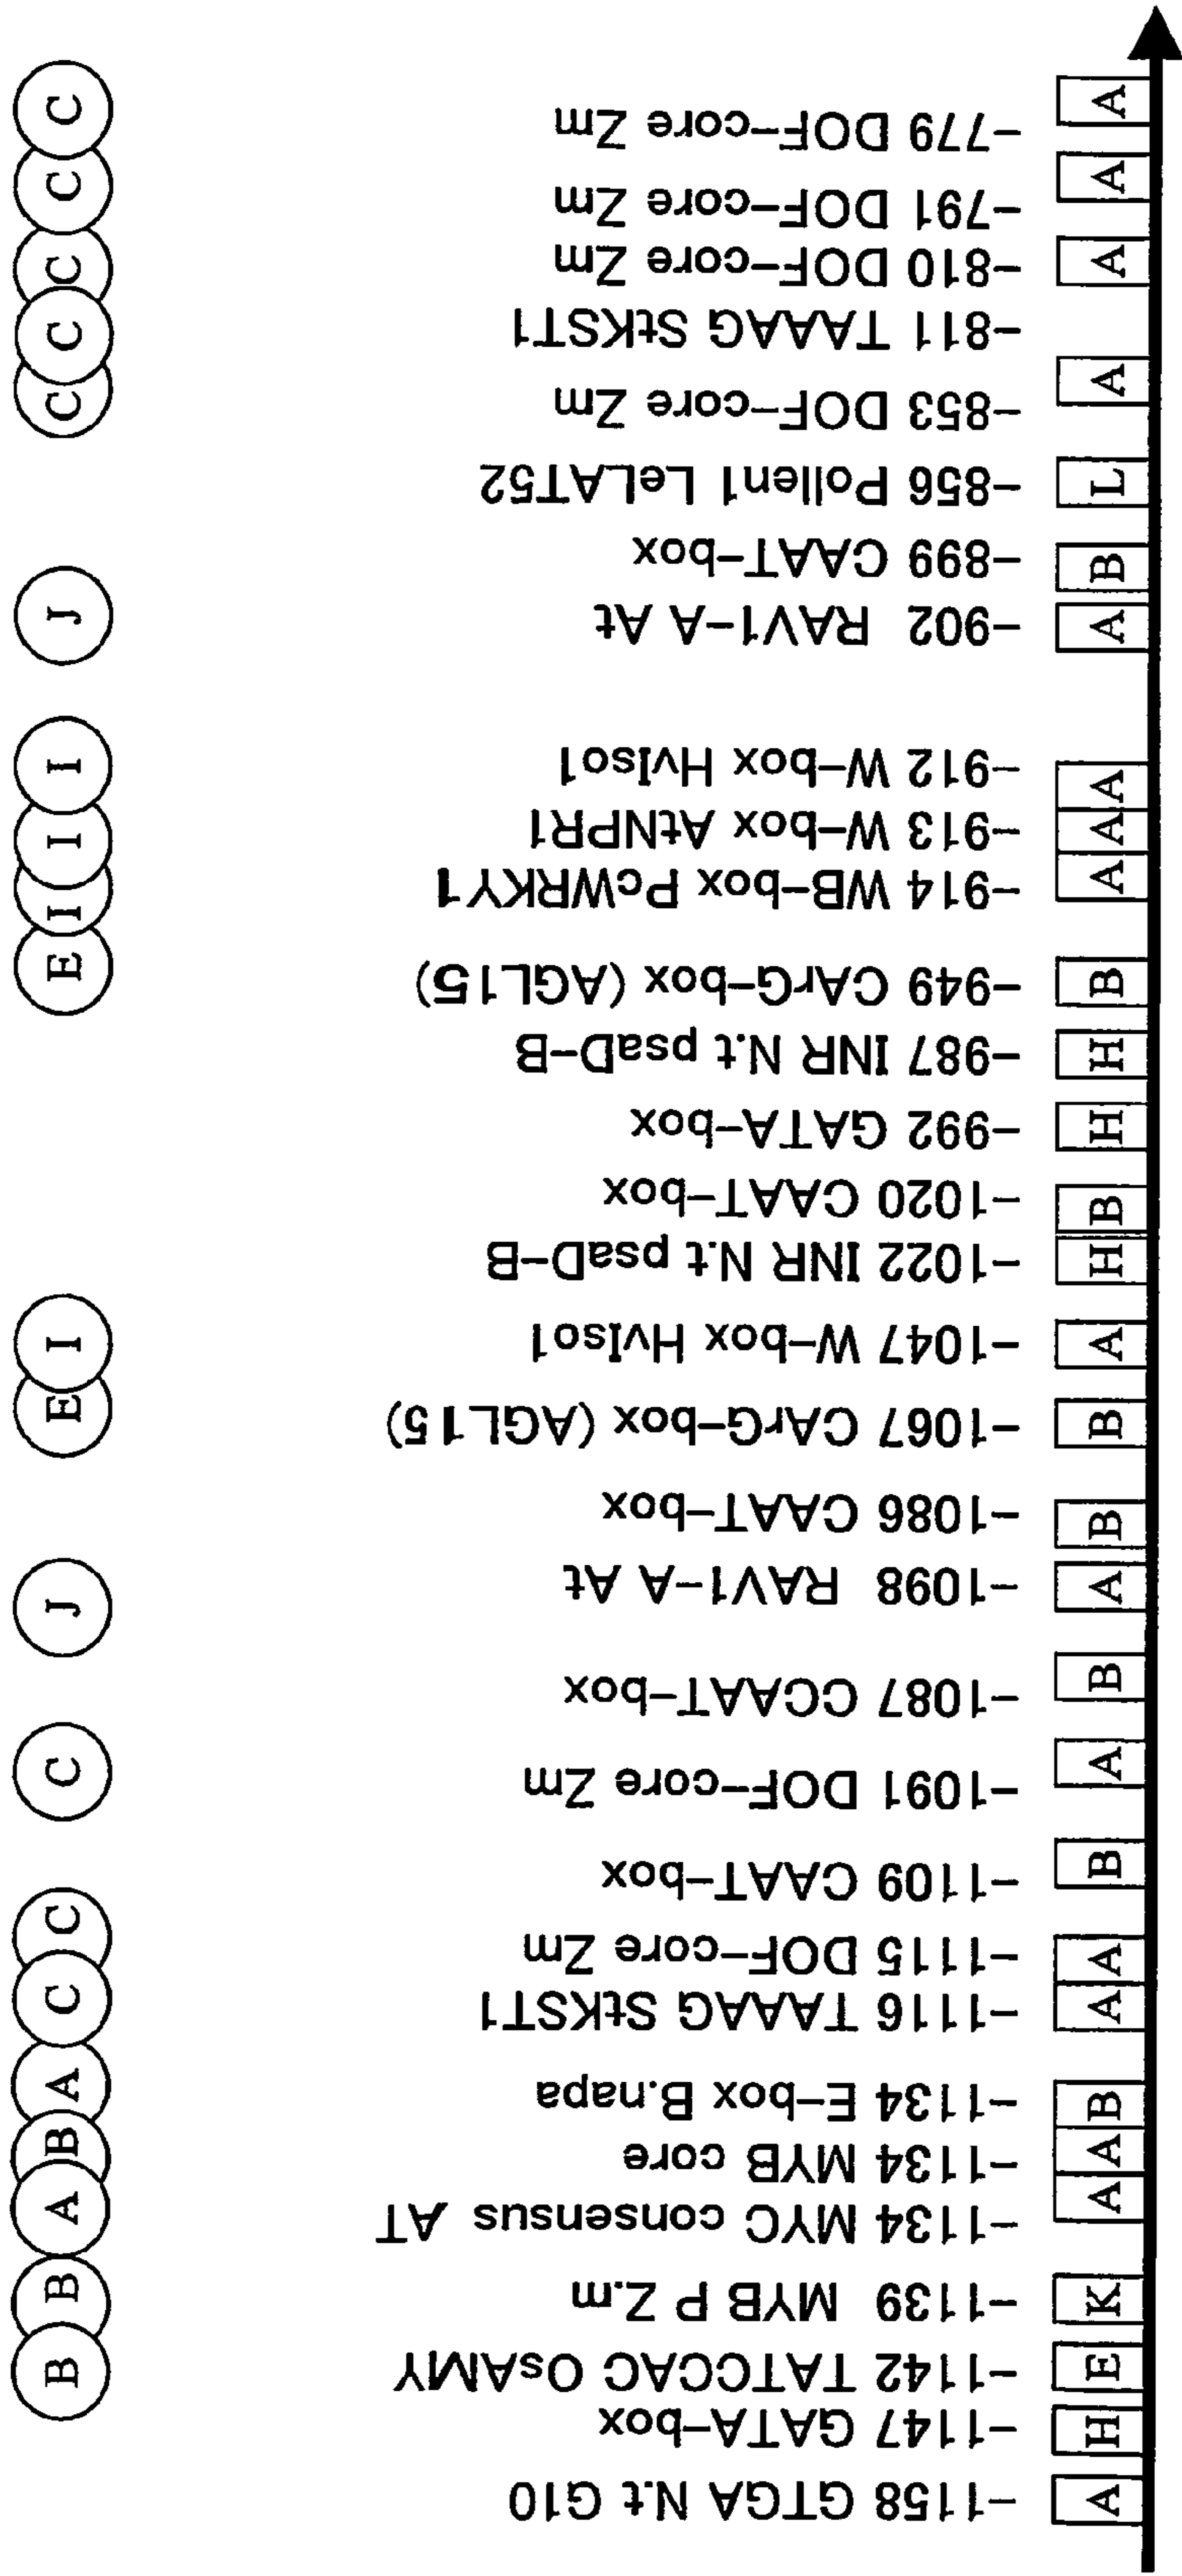 -1158 GTGA N.t G10
-1147 GATA-box
-1142 TATCCAC OsAMY
-1139 MYB P Z.m
-1134 MYC consensus AT
-1134 MYB core
-1134 E-box B.napa
-1116 TAAAG StKST1
-1115 DOF-core Zm
-1109 CAAT-box
-1091 DOF-core Zm
-1087 CCAAT-box
-1098 RAV1-A At
-1086 CAAT-box
-1067 CArG-box (AGL15)
-1047 W-box HvIso1
-1022 INR N.t psaD-B
-1020 CAAT-box
-992 GATA-box
-987 INR N.t psaD-B
-949 CArG-box (AGL15)
-914 WB-box PcWRKY1
-913 W-box AtNPR1
-912 W-box HvIso1
-902 RAV1-A At
-899 CAAT-box
-856 Pollen1 LeLAT52
-853 DOF-core Zm
-811 TAAAG StKST1
-810 DOF-core Zm
-791 DOF-core Zm
-779 DOF-core Zm
A H E K A A B A A B A B A B B A H B H H B A A A A B L A A A A
B B A B A C C C J E I E I I I J C C C C C